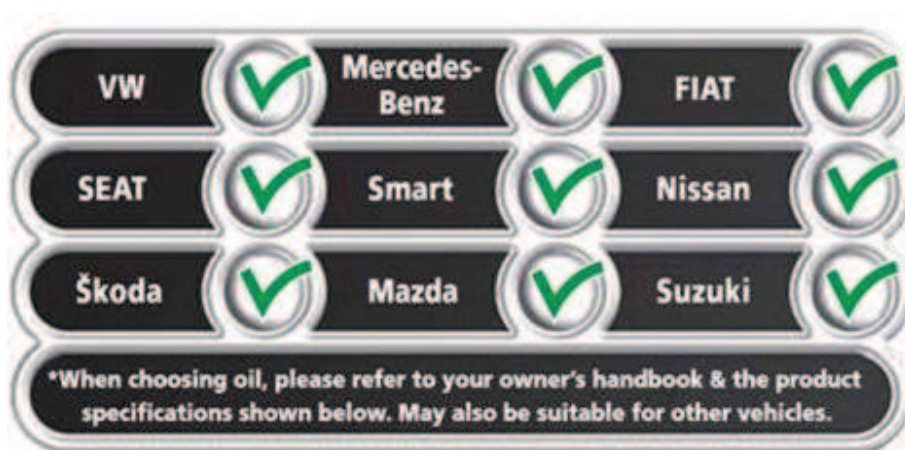 VW
Mercedes-
Benz
FIAT
SEAT
Smart
Nissan
Škoda
Mazda
Suzuki
*When choosing oil, please refer to your owner's handbook & the product
specifications shown below. May also be suitable for other vehicles.